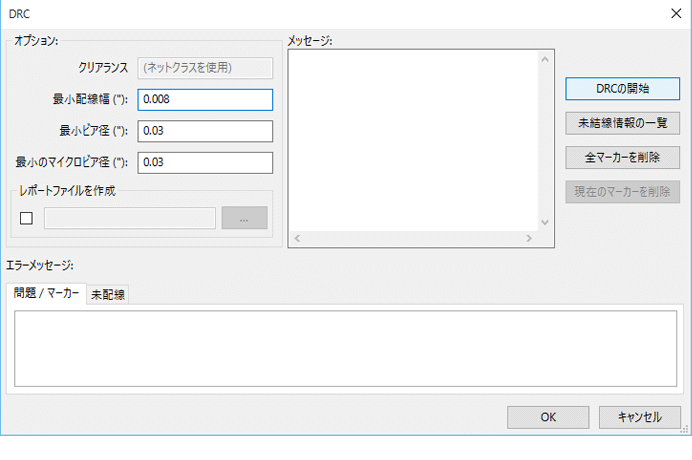 DRC
オプション:
クリアランス (ネットクラスを使用)
最小配線幅 ("): 0.008
最小ビア径 ("): 0.03
最小のマイクロビア径 ("): 0.03
レポートファイルを作成
...
メッセージ:
DRCの開始
未結線情報の一覧
全マーカーを削除
現在のマーカーを削除
エラーメッセージ:
問題 / マーカー 未配線
OK キャンセル